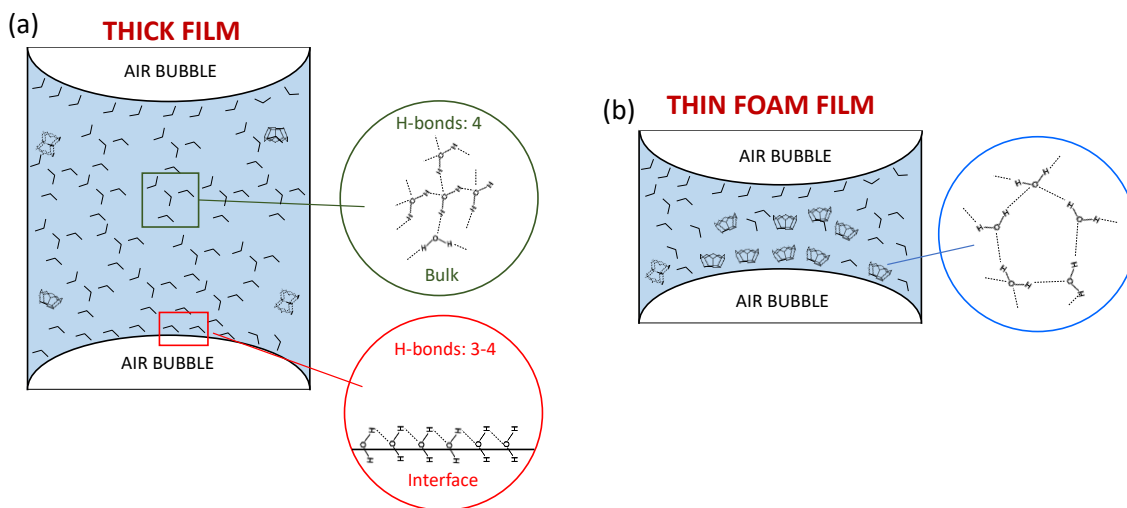 (a)
THICK FILM
AIR BUBBLE
H-bonds: 4
H
O
H
H
O
H
H
O
H
H
O
H
H
O
H
Bulk
AIR BUBBLE
H-bonds: 3-4
H H H H H H
O O O O O O
H H H H H H
Interface
(b)
THIN FOAM FILM
AIR BUBBLE
AIR BUBBLE
H
H
O
H
H
O
O
H
H
H
O
H
O
H